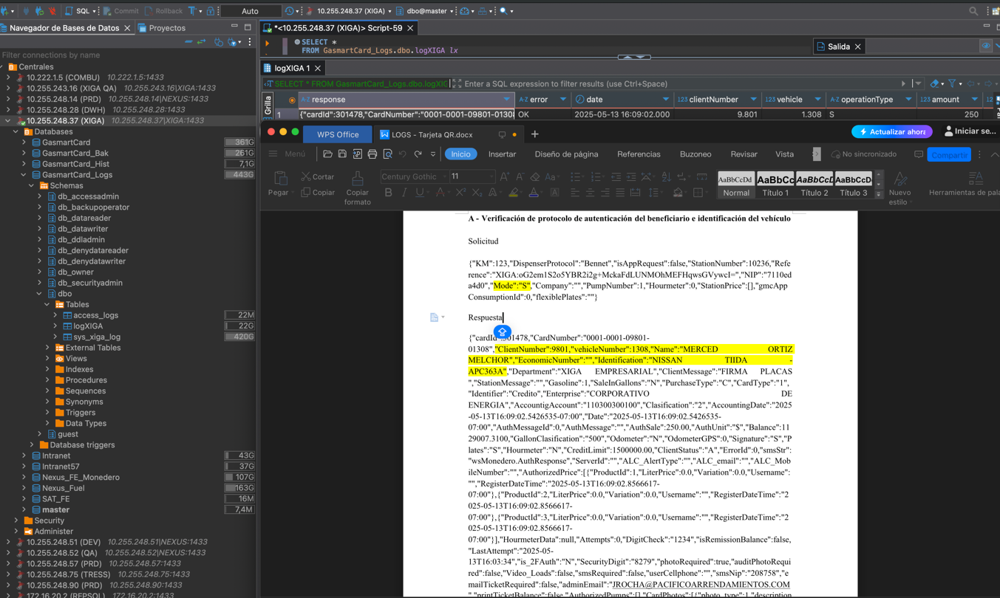 SQL
Commit
Rollback
T
Auto
10.255.248.37 (XIGA)
dbo@master
Navegador de Bases de Datos
Proyectos
Filter connections by name
Centrales
10.222.1.5 (COMBU) 10.222.1.5:1433
10.255.243.16 (XIGA QA) 10.255.243.16|XIGA:1433
10.255.248.14 (PRD) 10.255.248.14|NEXUS:1433
10.255.248.28 (DWH) 10.255.248.28:1433
10.255.248.37 (XIGA) 10.255.248.37|XIGA:1433
Databases
GasmartCard 361G
GasmartCard_Bak 261G
GasmartCard_Hist 7,1G
GasmartCard_Logs 443G
Schemas
db_accessadmin
db_backupoperator
db_datareader
db_datawriter
db_ddladmin
db_denydatareader
db_denydatawriter
db_owner
db_securityadmin
dbo
Tables
access_logs 22M
logXIGA 22G
sys_xiga_log 420G
External Tables
Views
Indexes
Procedures
Sequences
Synonyms
Triggers
Data Types
guest
Database triggers
Intranet 43G
Intranet57 37G
Nexus_FE_Monedero 107G
Nexus_Fuel 163G
SAT_FE 16M
master 7,4M
Security
Administer
10.255.248.51 (DEV) 10.255.248.51|NEXUS:1433
10.255.248.52 (QA) 10.255.248.52|NEXUS:1433
10.255.248.57 (PRD) 10.255.248.57:1433
10.255.248.75 (TRESS) 10.255.248.75:1433
10.255.248.90 (PRD) 10.255.248.90:1433
172.16.20.2 (REPSOL) 172.16.20.2:1433
*<10.255.248.37 (XIGA)> Script-59
SELECT *
FROM GasmartCard_Logs.dbo.logXIGA lx
Salida
logXIGA 1
SELECT * FROM GasmartCard_Logs.dbo.logXIG
Enter a SQL expression to filter results (use Ctrl+Space)
Grilla
A-Z response A-Z error date 123 clientNumber 123 vehicle A-Z operationType 123 amount 12
1 {"cardId":301478,"CardNumber":"0001-0001-09801-0130 OK 2025-05-13 16:09:02.000 9.801 1.308 S 250
WPS Office
LOGS - Tarjeta QR.docx
Actualizar ahora
Iniciar se...
Menú
Inicio
Insertar
Diseño de página
Referencias
Buzoneo
Revisar
Vista
No sincronizado
Compartir
Pegar
Cortar
Copiar
Copiar
formato
Century Gothic
11
B I U
AaBbCcDd AaBbCc AaBbCcD AaBbCcD
Normal Título 1 Título 2 Título 3
Nuevo
estilo
Herramientas de pala
A - Verificación de protocolo de autenticación del beneficiario e identificación del vehículo
Solicitud
{"KM":123,"DispenserProtocol":"Bennet","isAppRequest":false,"StationNumber":10236,"Refe
rence":"XIGA:oG2em1S2o5YBR2i2g+MckaFdLUNMOhMEFHqwsGVywcI=","NIP":"7110ed
a4d0","Mode":"S","Company":"","PumpNumber":1,"Hourmeter":0,"StationPrice":[],"gmcApp
ConsumptionId":0,"flexiblePlates":""}
Respuesta
{"cardId":301478,"CardNumber":"0001-0001-09801-
01308","ClientNumber":9801,"vehicleNumber":1308,"Name":"MERCED ORTIZ
MELCHOR","EconomicNumber":"","Identification":"NISSAN TIIDA -
APC363A","Department":"XIGA EMPRESARIAL","ClientMessage":"FIRMA PLACAS
","StationMessage":"","Gasoline":1,"SaleInGallons":"N","PurchaseType":"C","CardType":"1",
"Identifier":"Credito","Enterprise":"CORPORATIVO DE
ENERGIA","AccountigAccount":"110300300100","Clasification":"2","AccountingDate":"2025
-05-13T16:09:02.5426535-07:00","Date":"2025-05-13T16:09:02.5426535-
07:00","AuthMessageId":0,"AuthMessage":"","AuthSale":250.00,"AuthUnit":"$","Balance":11
29007.3100,"GallonClasification":"500","Odometer":"N","OdometerGPS":0,"Signature":"S","P
lates":"S","Hourmeter":"N","CreditLimit":1500000.00,"ClientStatus":"A","ErrorId":0,"smsStr":
"wsMonedero.AuthResponse","ServerId":"","ALC_AlertType":"","ALC_email":"","ALC_Mob
ileNumber":"","AuthorizedPrice":[{"ProductId":1,"LiterPrice":0.0,"Variation":0.0,"Username":
"","RegisterDateTime":"2025-05-13T16:09:02.8566617-
07:00"},{"ProductId":2,"LiterPrice":0.0,"Variation":0.0,"Username":"","RegisterDateTime":"2
025-05-13T16:09:02.8566617-
07:00"},{"ProductId":3,"LiterPrice":0.0,"Variation":0.0,"Username":"","RegisterDateTime":"2
025-05-13T16:09:02.8566617-
07:00"}],"HourmeterData":null,"Attempts":0,"DigitCheck":"1234","isRemissionBalance":false,
"LastAttempt":"2025-05-
13T16:03:34","is_2FAuth":"N","SecurityDigit":"8279","photoRequired":true,"auditPhotoRequi
red":false,"Video_Loads":false,"smsRequired":false,"userCellphone":"","smsNip":"208758","e
mailTicketRequired":false,"adminEmail":"JROCHA@PACIFICOARRENDAMIENTOS.COM
","printTicketBalance":false,"AuthorizedPumps":[],"CardPhotos":[{"photo_type":1,"description